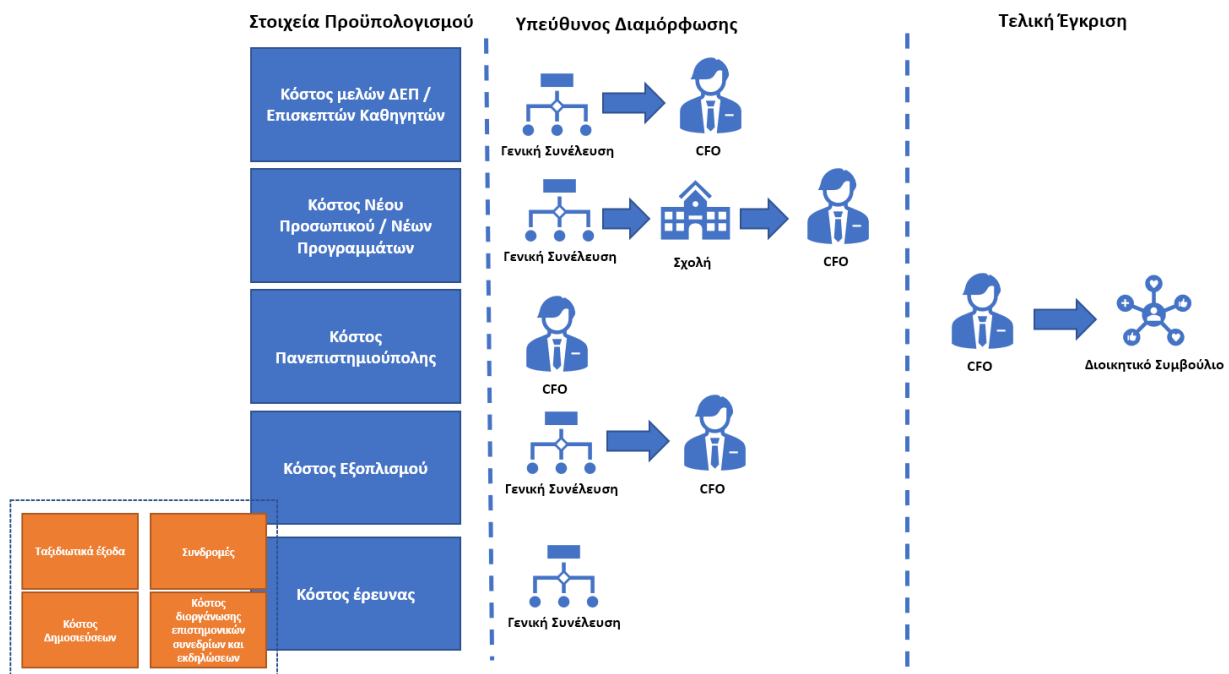 Στοιχεία Προϋπολογισμού
Υπεύθυνος Διαμόρφωσης
Τελική Έγκριση
Κόστος μελών ΔΕΠ /
Επισκεπτών Καθηγητών
Γενική Συνέλευση
CFO
Κόστος Νέου
Προσωπικού / Νέων
Προγραμμάτων
Γενική Συνέλευση
Σχολή
CFO
Κόστος
Πανεπιστημιούπολης
CFO
CFO
Διοικητικό Συμβούλιο
Κόστος Εξοπλισμού
Γενική Συνέλευση
CFO
Κόστος έρευνας
Γενική Συνέλευση
Ταξιδιωτικά έξοδα
Συνδρομές
Κόστος
Δημοσιεύσεων
Κόστος
διοργάνωσης
επιστημονικών
συνεδρίων και
εκδηλώσεων